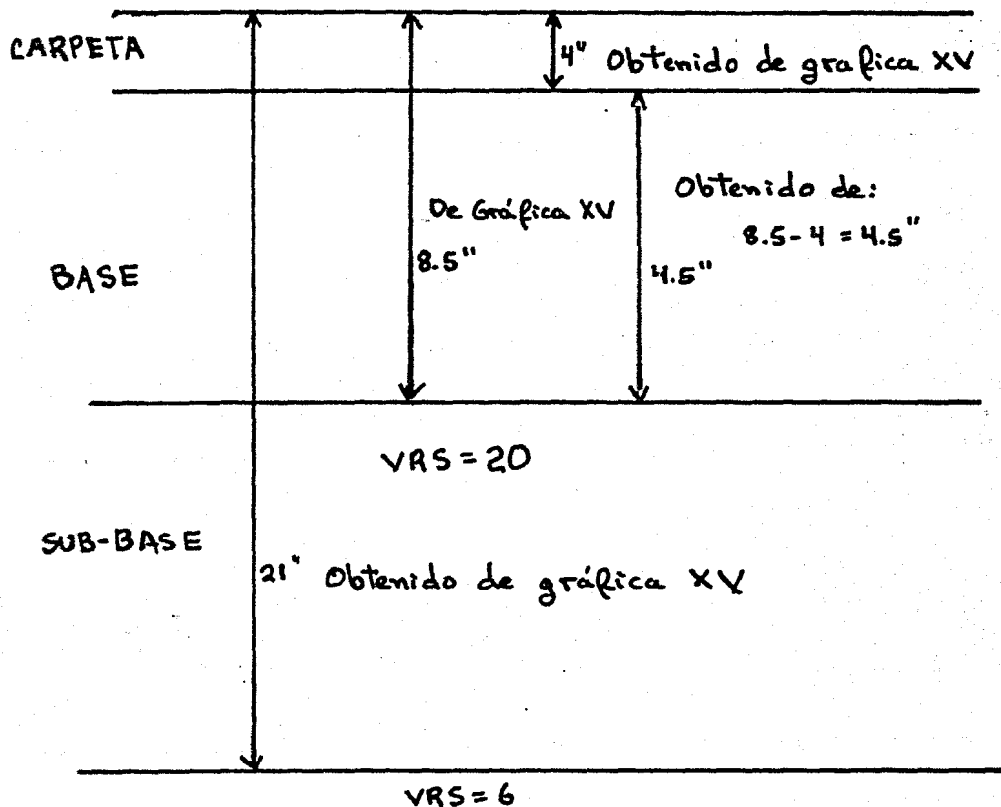 CARPETA
4" Obtenido de grafica XV
De Gráfica XV
8.5"
Obtenido de:
8.5-4 = 4.5"
BASE
4.5"
VRS = 20
SUB-BASE
21" Obtenido de gráfica XV
VRS = 6